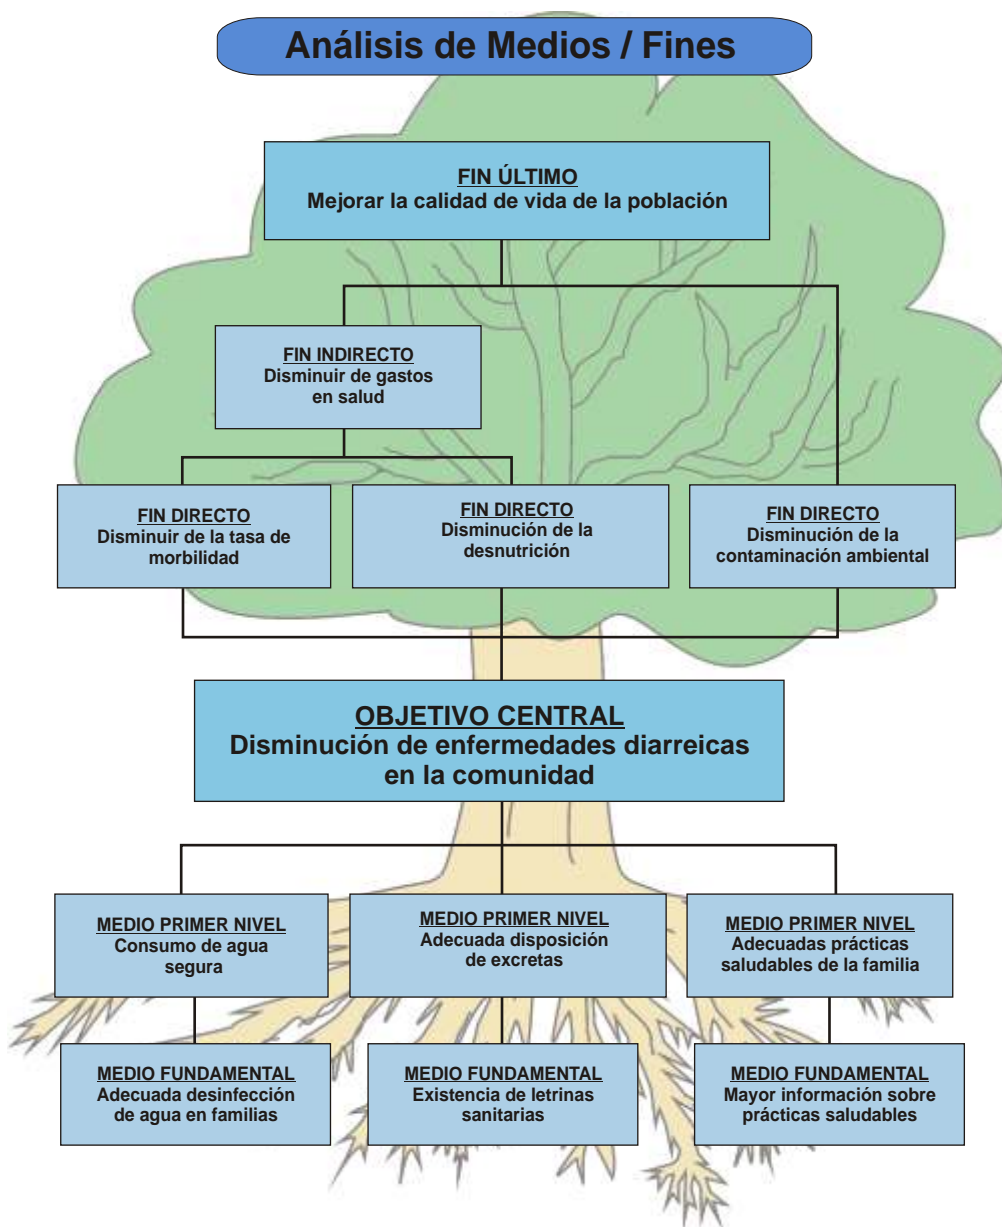 Análisis de Medios / Fines
FIN ÚLTIMO
Mejorar la calidad de vida de la población
FIN INDIRECTO
Disminuir de gastos
en salud
FIN DIRECTO
Disminuir de la tasa de
morbilidad
FIN DIRECTO
Disminución de la
desnutrición
FIN DIRECTO
Disminución de la
contaminación ambiental
OBJETIVO CENTRAL
Disminución de enfermedades diarreicas
en la comunidad
MEDIO PRIMER NIVEL
Consumo de agua
segura
MEDIO PRIMER NIVEL
Adecuada disposición
de excretas
MEDIO PRIMER NIVEL
Adecuadas prácticas
saludables de la familia
MEDIO FUNDAMENTAL
Adecuada desinfección
de agua en familias
MEDIO FUNDAMENTAL
Existencia de letrinas
sanitarias
MEDIO FUNDAMENTAL
Mayor información sobre
prácticas saludables